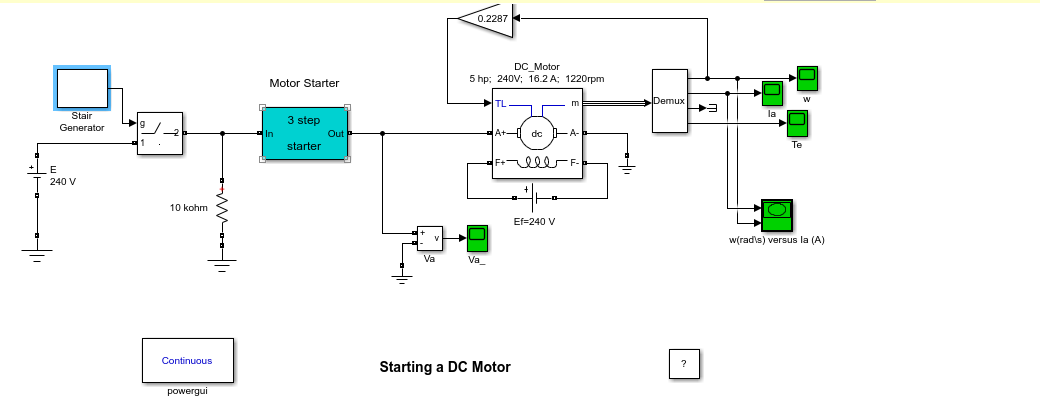 0.2287
DC_Motor
5 hp; 240V; 16.2 A; 1220rpm
Motor Starter
Stair
Generator
g
1
2
3 step
In
Out
starter
TL
m
A+
dc
A-
F+
F-
Demux
w
Ia
Te
+
E
240 V
+
10 kohm
+
Ef=240 V
+
-
v
Va
Va_
w(rad\s) versus Ia (A)
Continuous
powergui
Starting a DC Motor
?